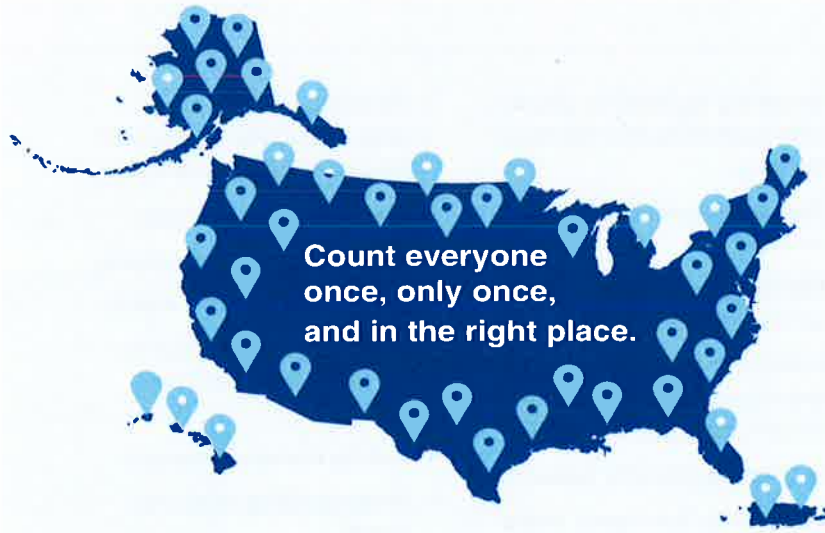 Count everyone
once, only once,
and in the right place.